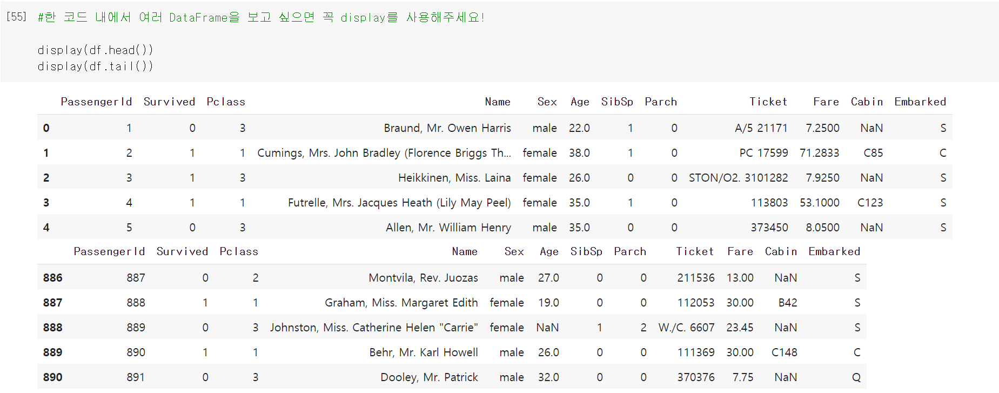 [55] #한 코드 내에서 여러 DataFrame을 보고 싶으면 꼭 display를 사용해주세요!
display(df.head())
display(df.tail())
PassengerId Survived Pclass Name Sex Age SibSp Parch Ticket Fare Cabin Embarked
0 1 0 3 Braund, Mr. Owen Harris male 22.0 1 0 A/5 21171 7.2500 NaN S
1 2 1 1 Cumings, Mrs. John Bradley (Florence Briggs Th... female 38.0 1 0 PC 17599 71.2833 C85 C
2 3 1 3 Heikkinen, Miss. Laina female 26.0 0 0 STON/O2. 3101282 7.9250 NaN S
3 4 1 1 Futrelle, Mrs. Jacques Heath (Lily May Peel) female 35.0 1 0 113803 53.1000 C123 S
4 5 0 3 Allen, Mr. William Henry male 35.0 0 0 373450 8.0500 NaN S
PassengerId Survived Pclass Name Sex Age SibSp Parch Ticket Fare Cabin Embarked
886 887 0 2 Montvila, Rev. Juozas male 27.0 0 0 211536 13.00 NaN S
887 888 1 1 Graham, Miss. Margaret Edith female 19.0 0 0 112053 30.00 B42 S
888 889 0 3 Johnston, Miss. Catherine Helen "Carrie" female NaN 1 2 W./C. 6607 23.45 NaN S
889 890 1 1 Behr, Mr. Karl Howell male 26.0 0 0 111369 30.00 C148 C
890 891 0 3 Dooley, Mr. Patrick male 32.0 0 0 370376 7.75 NaN Q